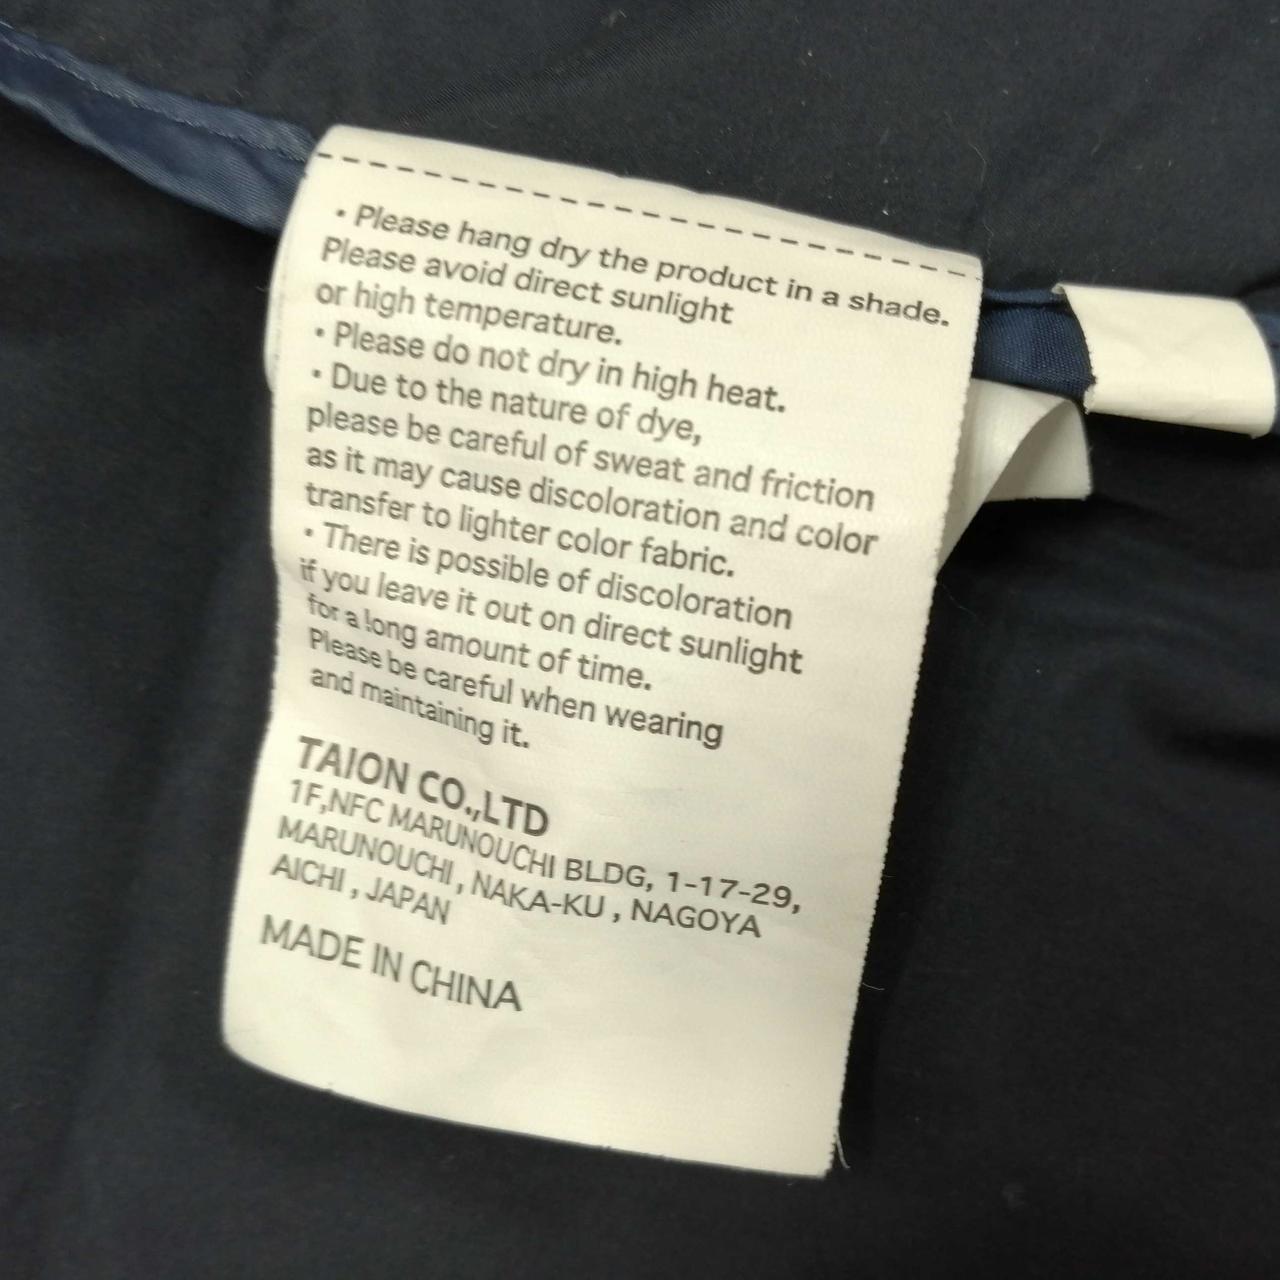 ・Please hang dry the product in a shade.
Please avoid direct sunlight
or high temperature.
・Please do not dry in high heat.
・Due to the nature of dye,
please be careful of sweat and friction
as it may cause discoloration and color
transfer to lighter color fabric.
・There is possible of discoloration
if you leave it out on direct sunlight
for a long amount of time.
Please be careful when wearing
and maintaining it.
TAION CO.,LTD
1F,NFC MARUNOUCHI BLDG, 1-17-29,
MARUNOUCHI , NAKA-KU , NAGOYA
AICHI , JAPAN
MADE IN CHINA